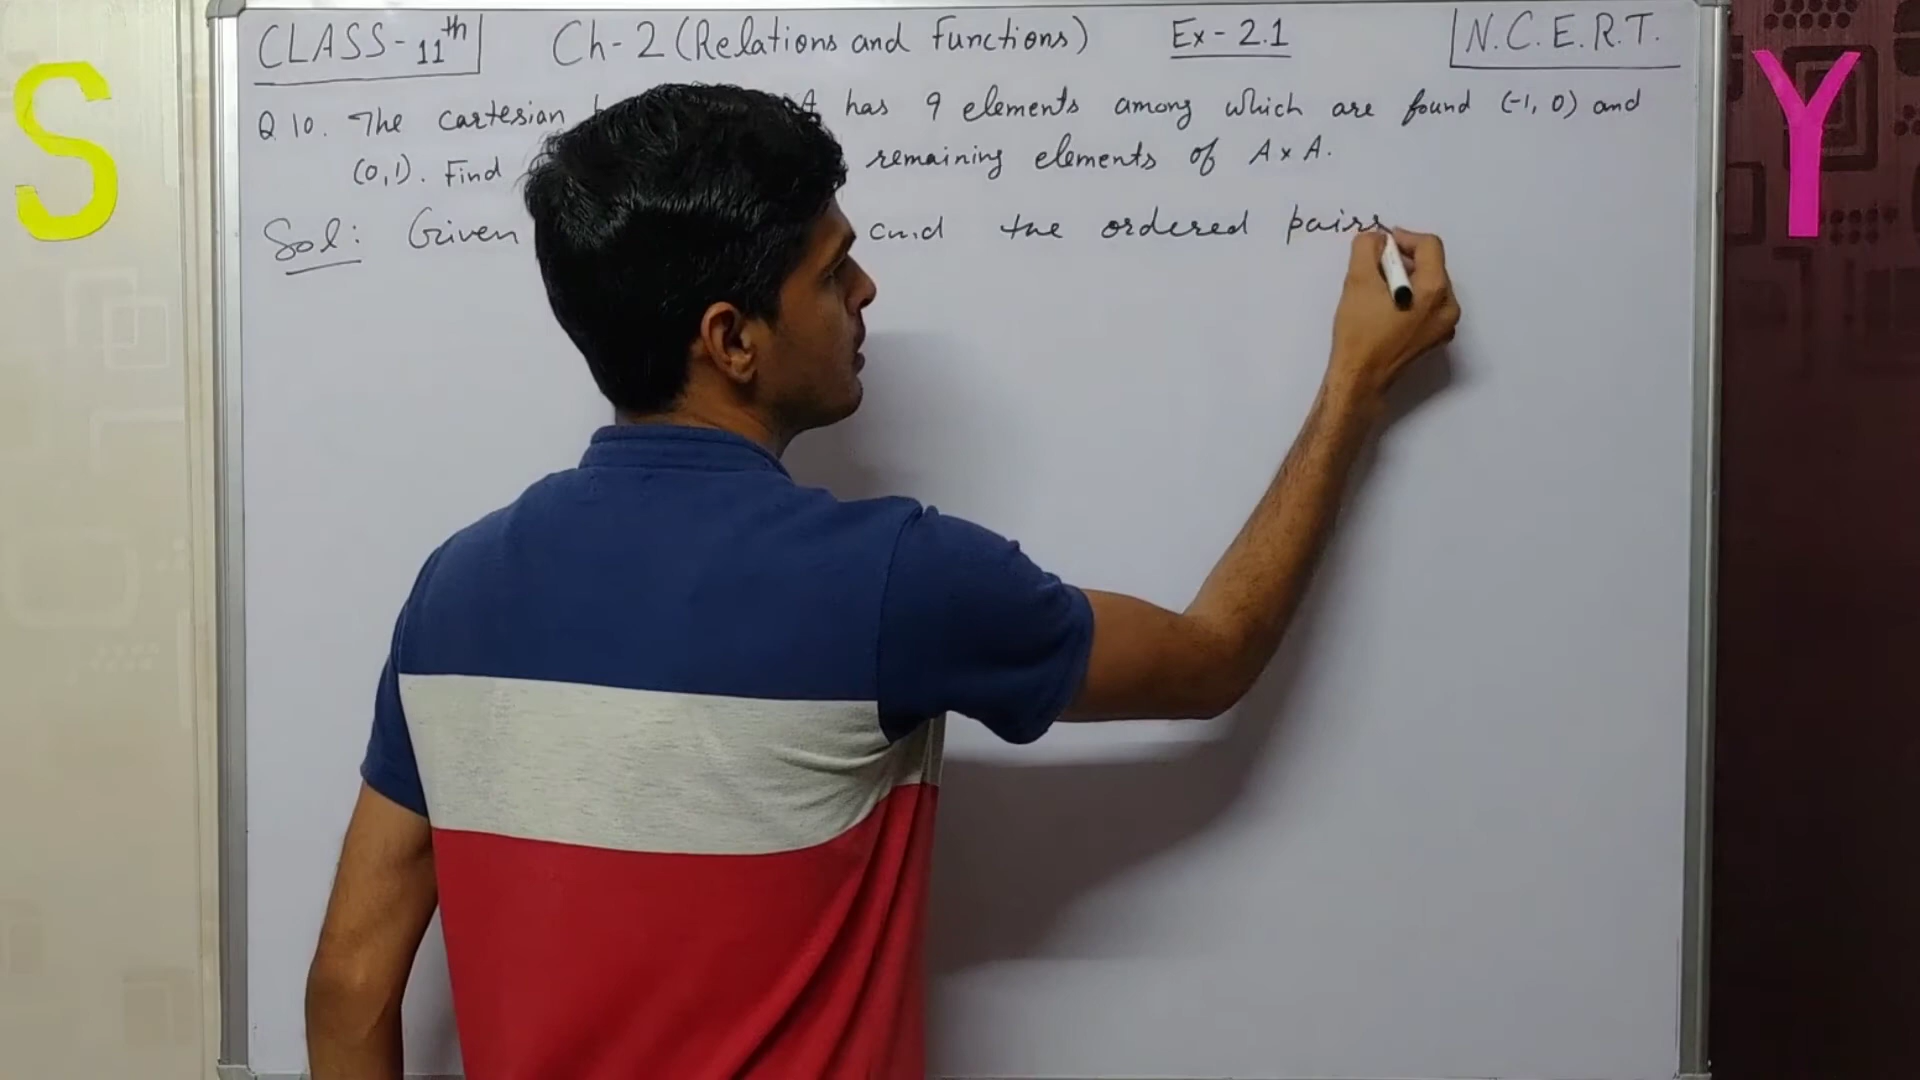 S
Y
CLASS-11th Ch-2 (Relations and functions) Ex-2.1 N.C.E.R.T.
Q 10. The cartesian A has 9 elements among which are found (-1, 0) and
(0,1). Find remaining elements of A × A.
Sol: Given and the ordered pairs